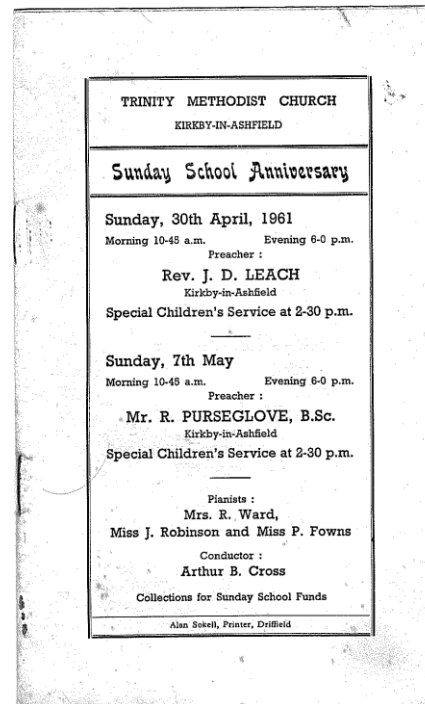 TRINITY METHODIST CHURCH
KIRKBY-IN-ASHFIELD
Sunday School Anniversary
Sunday, 30th April, 1961
Morning 10-45 a.m. Evening 6-0 p.m.
Preacher :
Rev. J. D. LEACH
Kirkby-in-Ashfield
Special Children's Service at 2-30 p.m.
Sunday, 7th May
Morning 10-45 a.m. Evening 6-0 p.m.
Preacher :
Mr. R. PURSEGLOVE, B.Sc.
Kirkby-in-Ashfield
Special Children's Service at 2-30 p.m.
Pianists :
Mrs. R. Ward,
Miss J. Robinson and Miss P. Fowns
Conductor :
Arthur B. Cross
Collections for Sunday School Funds
Alan Sokell, Printer, Driffield